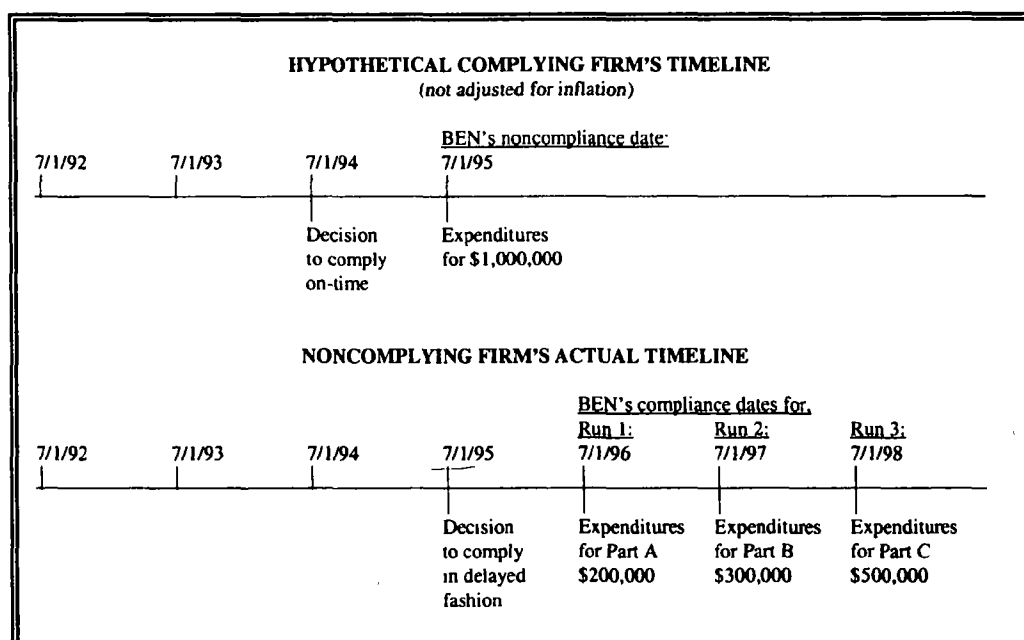 HYPOTHETICAL COMPLYING FIRM'S TIMELINE
(not adjusted for inflation)
BEN's noncompliance date:
7/1/92 7/1/93 7/1/94 7/1/95
Decision Expenditures
to comply for $1,000,000
on-time
NONCOMPLYING FIRM'S ACTUAL TIMELINE
BEN's compliance dates for,
Run 1: Run 2: Run 3:
7/1/92 7/1/93 7/1/94 7/1/95 7/1/96 7/1/97 7/1/98
Decision Expenditures Expenditures Expenditures
to comply for Part A for Part B for Part C
in delayed $200,000 $300,000 $500,000
fashion